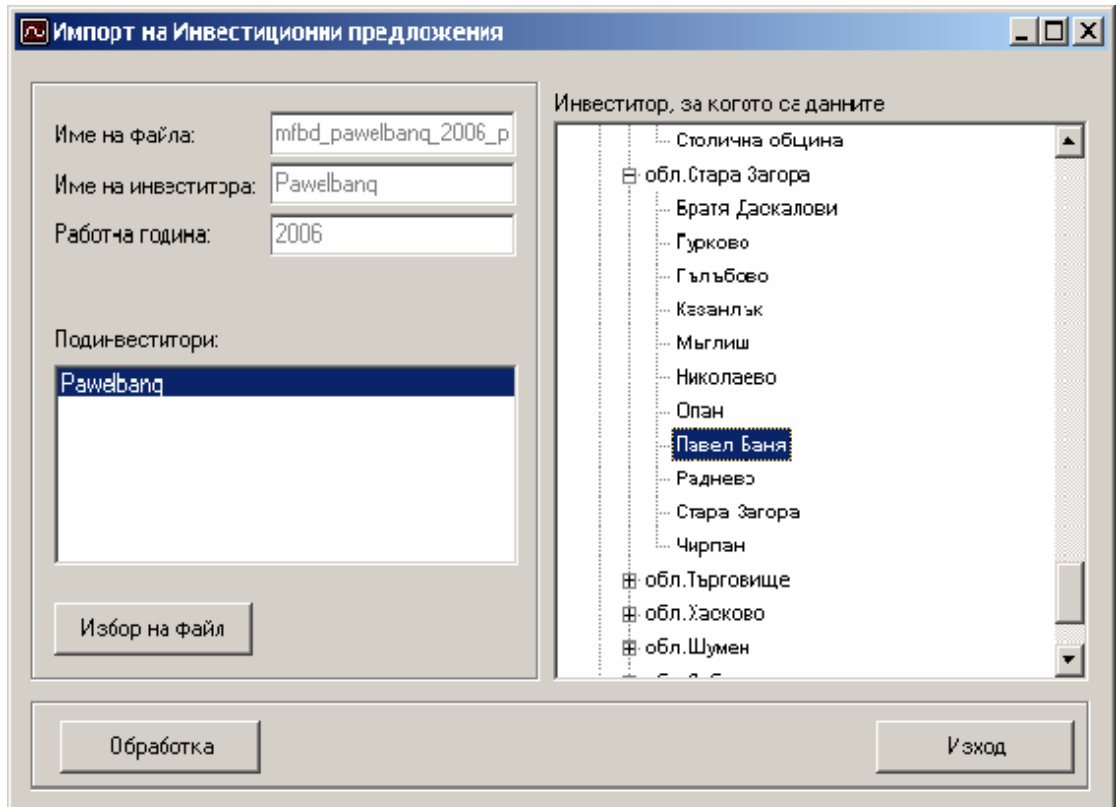 Импорт на Инвестиционни предложения
Име на файла:
mfbd_pawelbanq_2006_p
Име на инвеститора:
Pawelbanq
Работна година:
2006
Подинвеститори:
Pawelbanq
Избор на файл
Инвеститор, за когото са данните
Столична община
обл.Стара Загора
Братя Даскалови
Гурково
Гълъбово
Казанлък
Мъглиш
Николаево
Опан
Павел Баня
Раднево
Стара Загора
Чирпан
обл.Търговище
обл.Хасково
обл.Шумен
Обработка
Изход